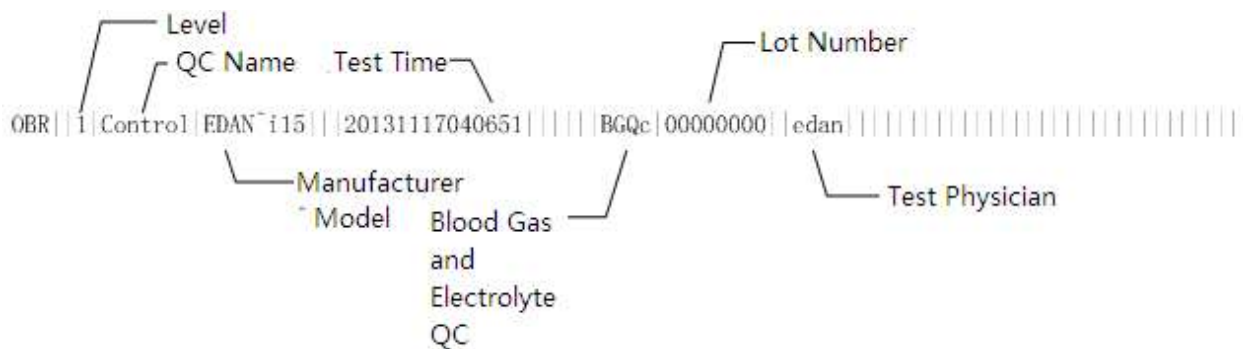 Level
Lot Number
QC Name
Test Time
OBR||1|Control|EDAN^i15|||20131117040651||||||BGQc|00000000||edan||||||||||||||||||||||||||||
Manufacturer
^Model
Test Physician
Blood Gas
and
Electrolyte
QC